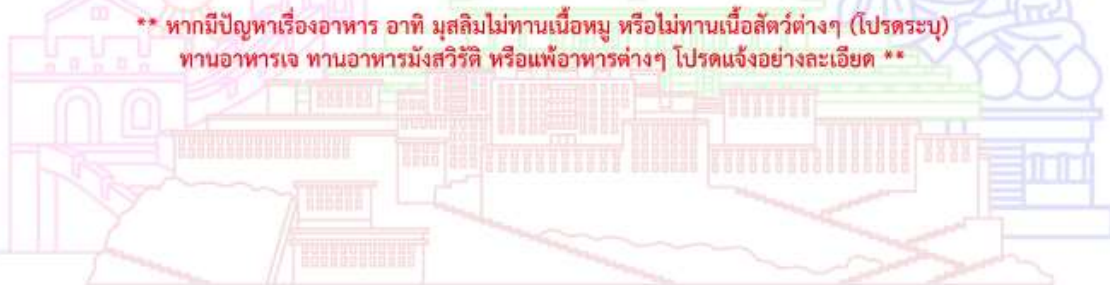 ** หากมีปัญหาเรื่องอาหาร อาทิ มุสลิมไม่ทานเนื้อหมู หรือไม่ทานเนื้อสัตว์ต่างๆ (โปรดระบุ)
ทานอาหารเจ ทานอาหารมังสวิรัติ หรือแพ้อาหารต่างๆ โปรดแจ้งอย่างละเอียด **